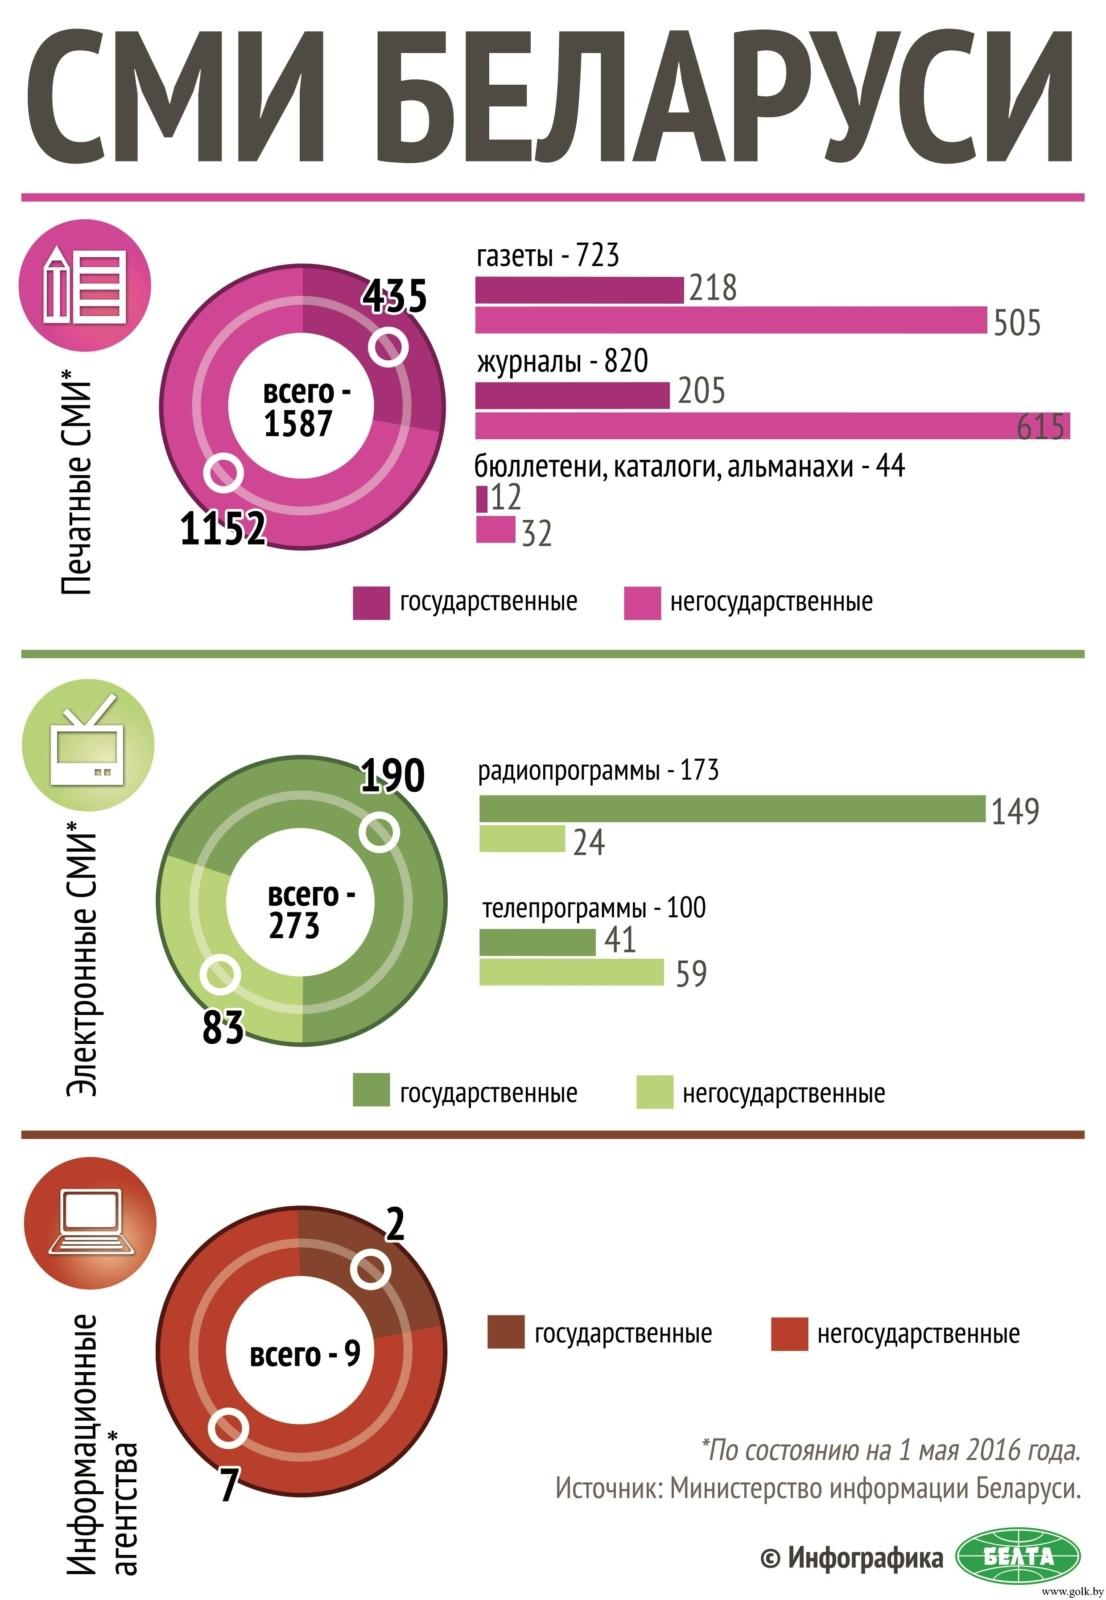 СМИ БЕЛАРУСИ
Печатные СМИ*
435
всего -
1587
1152
газеты - 723
218
505
журналы - 820
205
615
бюллетени, каталоги, альманахи - 44
12
32
государственные
негосударственные
Электронные СМИ*
190
всего -
273
83
радиопрограммы - 173
149
24
телепрограммы - 100
41
59
государственные
негосударственные
Информационные
агентства*
2
всего - 9
7
государственные
негосударственные
*По состоянию на 1 мая 2016 года.
Источник: Министерство информации Беларуси.
© Инфографика
БЕЛТА
www.golk.by